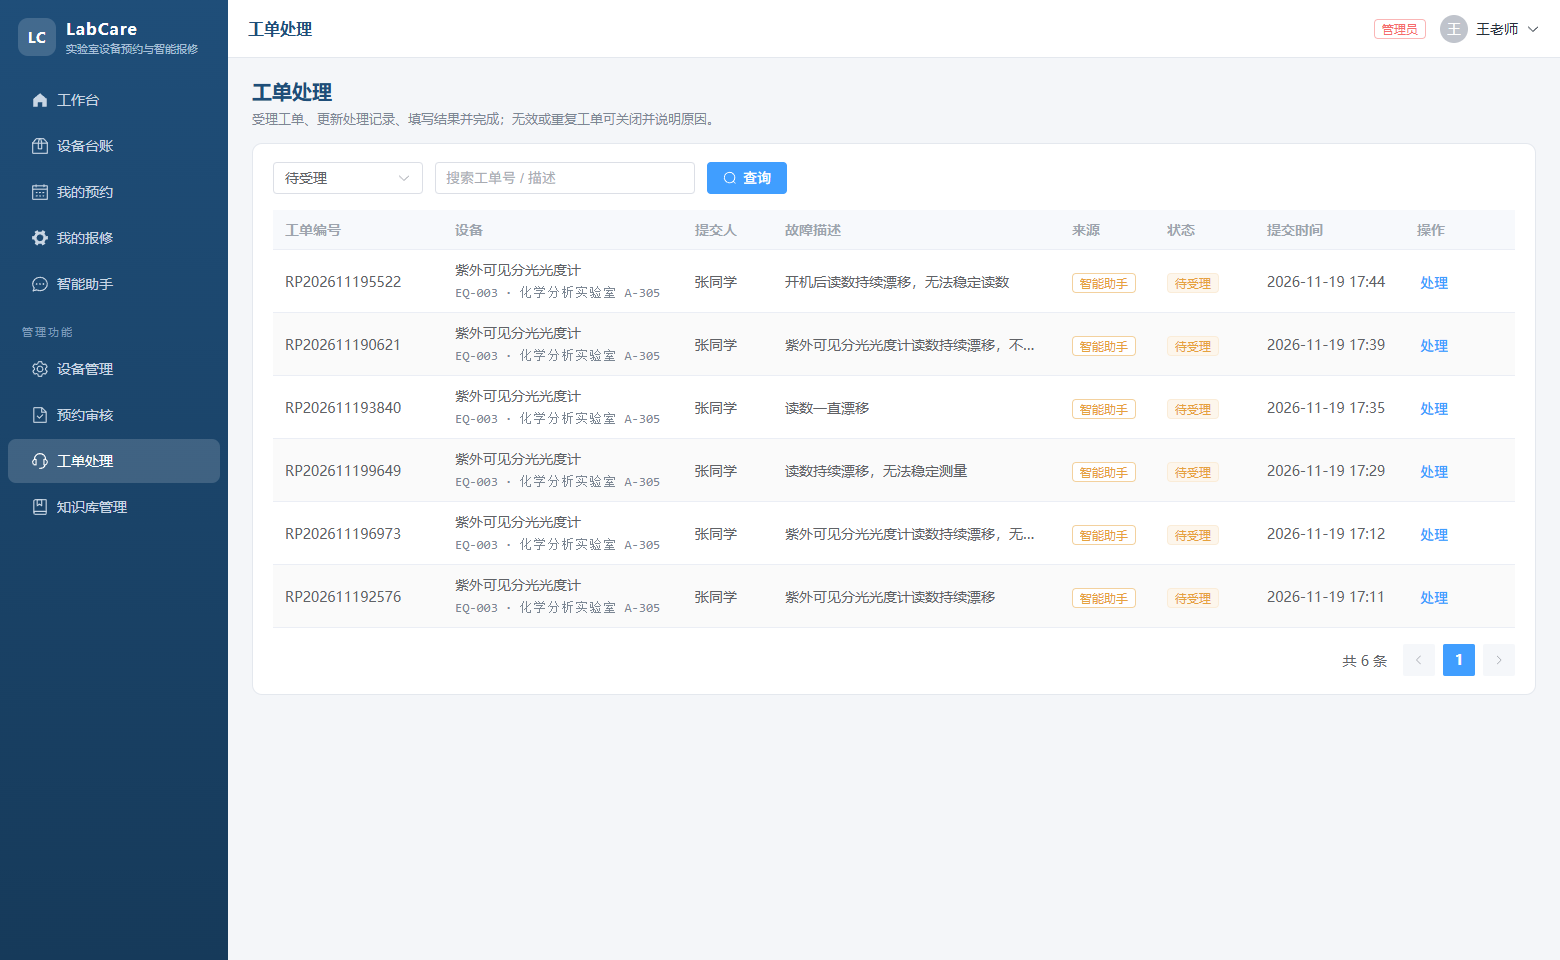 LC
LabCare
实验室设备预约与智能报修
工作台
设备台账
我的预约
我的报修
智能助手
管理功能
设备管理
预约审核
工单处理
知识库管理
工单处理
管理员
王
王老师
工单处理
受理工单、更新处理记录、填写结果并完成；无效或重复工单可关闭并说明原因。
待受理
搜索工单号 / 描述
查询
工单编号 设备 提交人 故障描述 来源 状态 提交时间 操作
RP202611195522 紫外可见分光光度计 张同学 开机后读数持续漂移，无法稳定读数 智能助手 待受理 2026-11-19 17:44 处理
EQ-003 · 化学分析实验室 A-305
RP202611190621 紫外可见分光光度计 张同学 紫外可见分光光度计读数持续漂移，不... 智能助手 待受理 2026-11-19 17:39 处理
EQ-003 · 化学分析实验室 A-305
RP202611193840 紫外可见分光光度计 张同学 读数一直漂移 智能助手 待受理 2026-11-19 17:35 处理
EQ-003 · 化学分析实验室 A-305
RP202611199649 紫外可见分光光度计 张同学 读数持续漂移，无法稳定测量 智能助手 待受理 2026-11-19 17:29 处理
EQ-003 · 化学分析实验室 A-305
RP202611196973 紫外可见分光光度计 张同学 紫外可见分光光度计读数持续漂移，无... 智能助手 待受理 2026-11-19 17:12 处理
EQ-003 · 化学分析实验室 A-305
RP202611192576 紫外可见分光光度计 张同学 紫外可见分光光度计读数持续漂移 智能助手 待受理 2026-11-19 17:11 处理
EQ-003 · 化学分析实验室 A-305
共 6 条
1